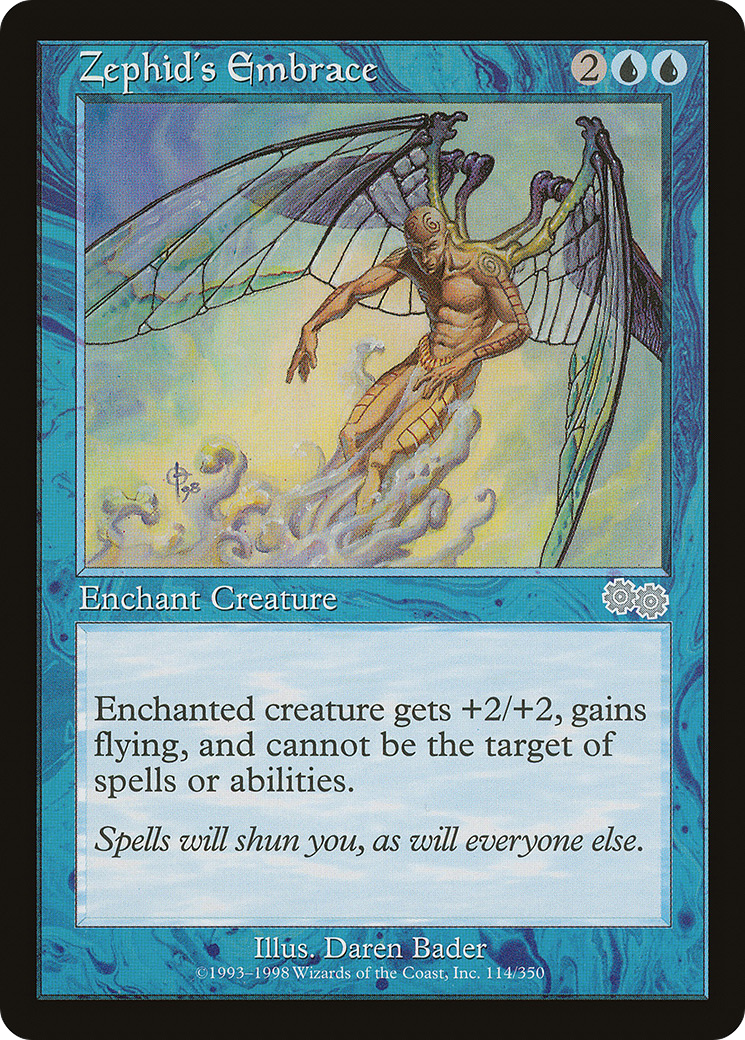 Zephid's Embrace
2
Enchant Creature
Enchanted creature gets +2/+2, gains
flying, and cannot be the target of
spells or abilities.
Spells will shun you, as will everyone else.
Illus. Daren Bader
©1993–1998 Wizards of the Coast, Inc. 114/350